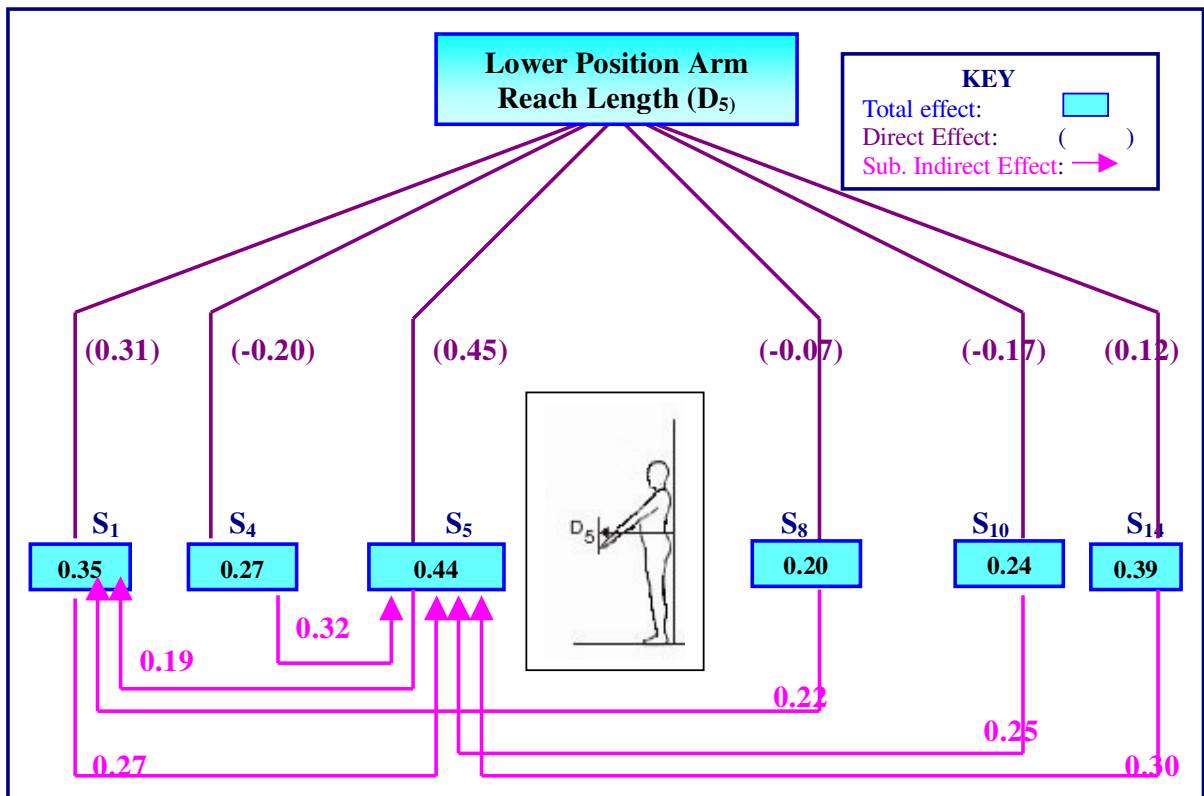 Lower Position Arm
Reach Length (D₅)
KEY
Total effect:
Direct Effect: ( )
Sub. Indirect Effect:
(0.31) (-0.20) (0.45) (-0.07) (-0.17) (0.12)
D₅
S₁ S₄ S₅ S₈ S₁₀ S₁₄
0.35 0.27 0.44 0.20 0.24 0.39
0.32
0.19
0.22
0.25
0.27 0.30